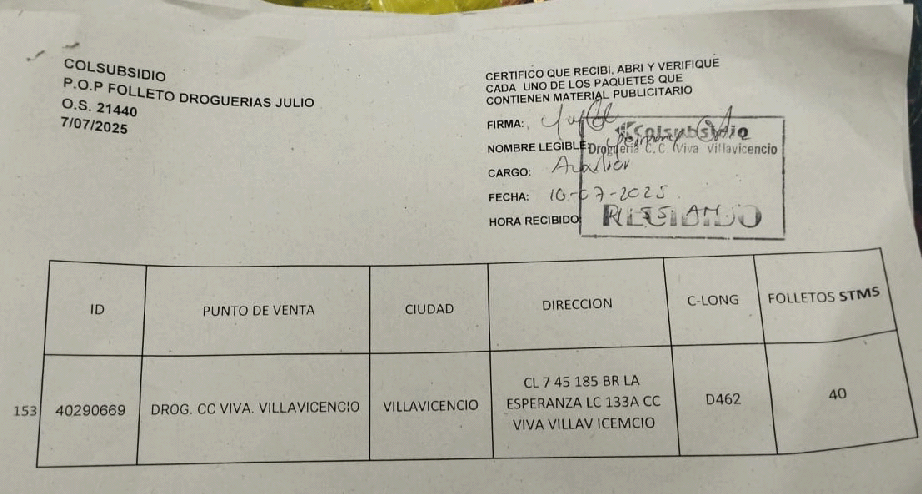 COLSUBSIDIO
P.O.P FOLLETO DROGUERIAS JULIO
O.S. 21440
7/07/2025
CERTIFICO QUE RECIBI, ABRI Y VERIFIQUE
CADA UNO DE LOS PAQUETES QUE
CONTIENEN MATERIAL PUBLICITARIO
FIRMA:
Colsubsidio
NOMBRE LEGIBLE:
Droguería C.C Viva Villavicencio
CARGO:
FECHA: 10-07-2025
HORA RECIBIDO
RECIBIDO
ID PUNTO DE VENTA CIUDAD DIRECCION C-LONG FOLLETOS STMS
153 40290669 DROG. CC VIVA. VILLAVICENCIO VILLAVICENCIO CL 7 45 185 BR LA
ESPERANZA LC 133A CC
VIVA VILLAV ICEMCIO D462 40